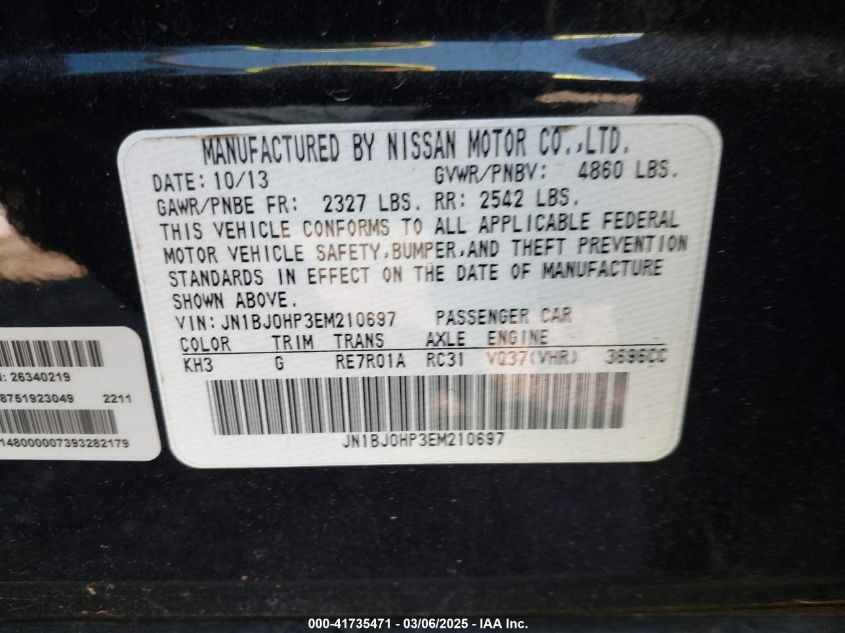 MANUFACTURED BY NISSAN MOTOR CO.,LTD.
DATE: 10/13 GVWR/PNBV: 4860 LBS.
GAWR/PNBE FR: 2327 LBS. RR: 2542 LBS.
THIS VEHICLE CONFORMS TO ALL APPLICABLE FEDERAL
MOTOR VEHICLE SAFETY,BUMPER,AND THEFT PREVENTION
STANDARDS IN EFFECT ON THE DATE OF MANUFACTURE
SHOWN ABOVE.
VIN: JN1BJ0HP3EM210697 PASSENGER CAR
COLOR TRIM TRANS AXLE ENGINE
KH3 G RE7R01A RC31 VQ37(VHR) 3696CC
JN1BJ0HP3EM210697
N: 26340219
8751923049 2211
1480000007393282179
000-41735471 - 03/06/2025 - IAA Inc.